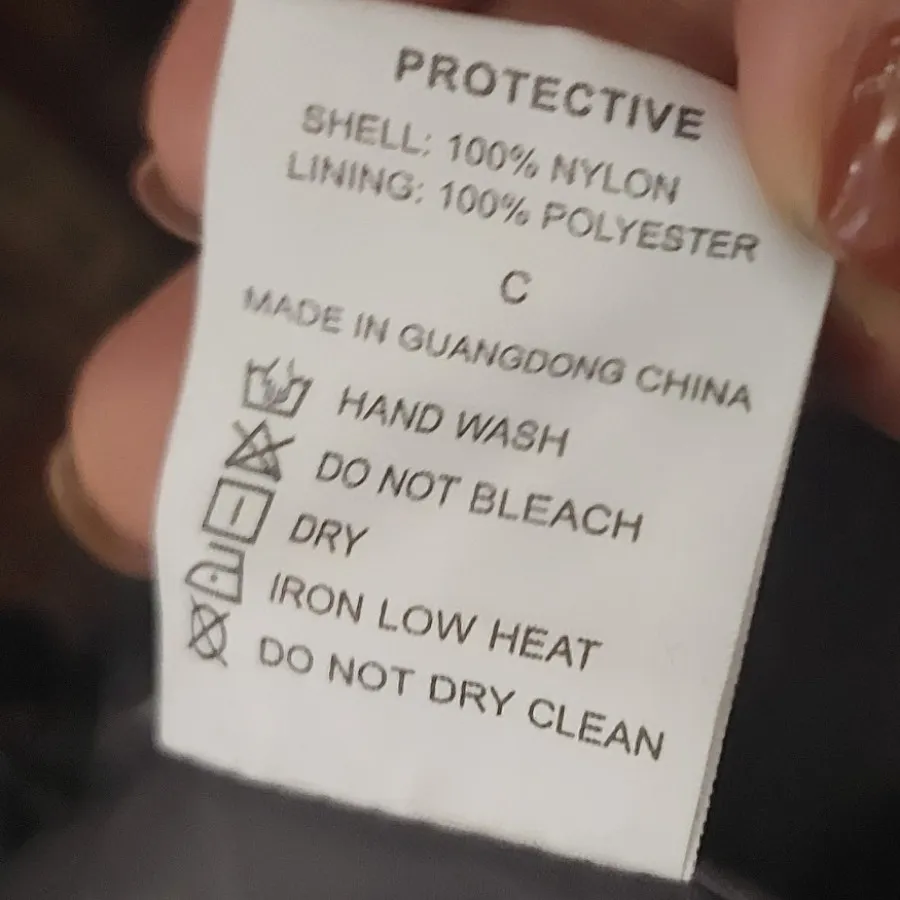 PROTECTIVE
SHELL: 100% NYLON
LINING: 100% POLYESTER
C
MADE IN GUANGDONG CHINA
HAND WASH
DO NOT BLEACH
DRY
IRON LOW HEAT
DO NOT DRY CLEAN